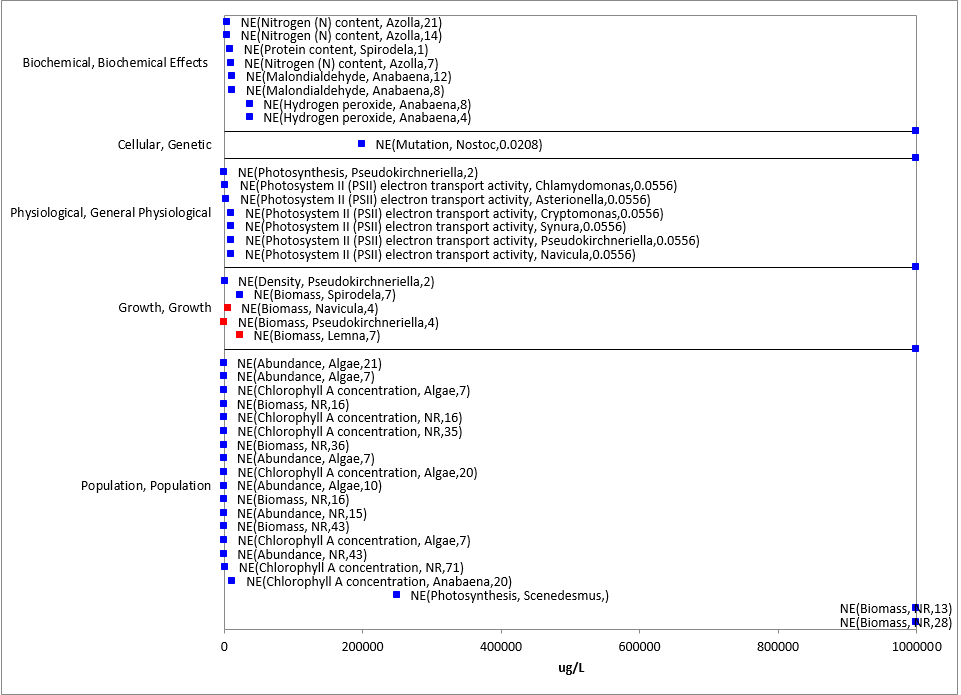 NE(Nitrogen (N) content, Azolla,21)
NE(Nitrogen (N) content, Azolla,14)
NE(Protein content, Spirodela,1)
Biochemical, Biochemical Effects
NE(Nitrogen (N) content, Azolla,7)
NE(Malondialdehyde, Anabaena,12)
NE(Malondialdehyde, Anabaena,8)
NE(Hydrogen peroxide, Anabaena,8)
NE(Hydrogen peroxide, Anabaena,4)
Cellular, Genetic
NE(Mutation, Nostoc,0.0208)
NE(Photosynthesis, Pseudokirchneriella,2)
NE(Photosystem II (PSII) electron transport activity, Chlamydomonas,0.0556)
NE(Photosystem II (PSII) electron transport activity, Asterionella,0.0556)
Physiological, General Physiological
NE(Photosystem II (PSII) electron transport activity, Cryptomonas,0.0556)
NE(Photosystem II (PSII) electron transport activity, Synura,0.0556)
NE(Photosystem II (PSII) electron transport activity, Pseudokirchneriella,0.0556)
NE(Photosystem II (PSII) electron transport activity, Navicula,0.0556)
NE(Density, Pseudokirchneriella,2)
NE(Biomass, Spirodela,7)
Growth, Growth
NE(Biomass, Navicula,4)
NE(Biomass, Pseudokirchneriella,4)
NE(Biomass, Lemna,7)
NE(Abundance, Algae,21)
NE(Abundance, Algae,7)
NE(Chlorophyll A concentration, Algae,7)
NE(Biomass, NR,16)
NE(Chlorophyll A concentration, NR,16)
NE(Chlorophyll A concentration, NR,35)
NE(Biomass, NR,36)
NE(Abundance, Algae,7)
NE(Chlorophyll A concentration, Algae,20)
Population, Population
NE(Abundance, Algae,10)
NE(Biomass, NR,16)
NE(Abundance, NR,15)
NE(Biomass, NR,43)
NE(Chlorophyll A concentration, Algae,7)
NE(Abundance, NR,43)
NE(Chlorophyll A concentration, NR,71)
NE(Chlorophyll A concentration, Anabaena,20)
NE(Photosynthesis, Scenedesmus,)
NE(Biomass, NR,13)
NE(Biomass, NR,28)
0 200000 400000 600000 800000 1000000
ug/L